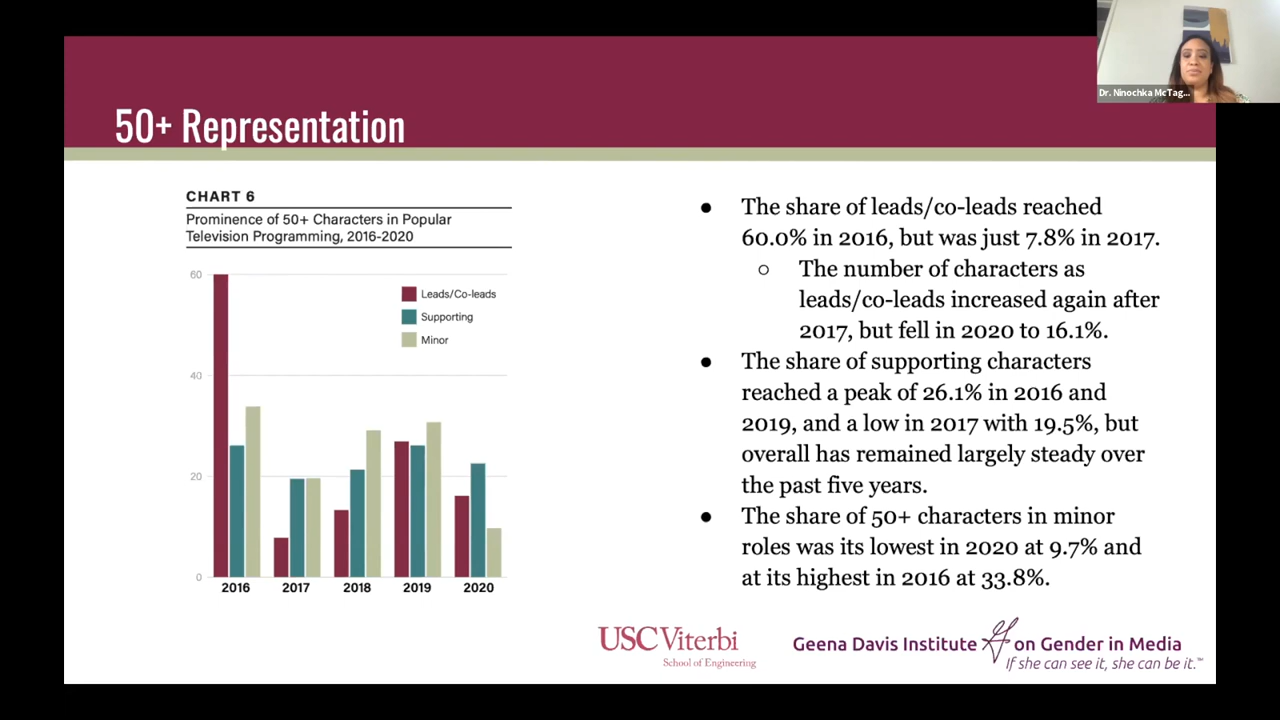 Dr. Ninochka McTag...
50+ Representation
CHART 6
Prominence of 50+ Characters in Popular
Television Programming, 2016-2020
60
40
20
0
Leads/Co-leads
Supporting
Minor
2016
2017
2018
2019
2020
● The share of leads/co-leads reached
60.0% in 2016, but was just 7.8% in 2017.
○ The number of characters as
leads/co-leads increased again after
2017, but fell in 2020 to 16.1%.
● The share of supporting characters
reached a peak of 26.1% in 2016 and
2019, and a low in 2017 with 19.5%, but
overall has remained largely steady over
the past five years.
● The share of 50+ characters in minor
roles was its lowest in 2020 at 9.7% and
at its highest in 2016 at 33.8%.
USC Viterbi
School of Engineering
Geena Davis Institute on Gender in Media
If she can see it, she can be it.™